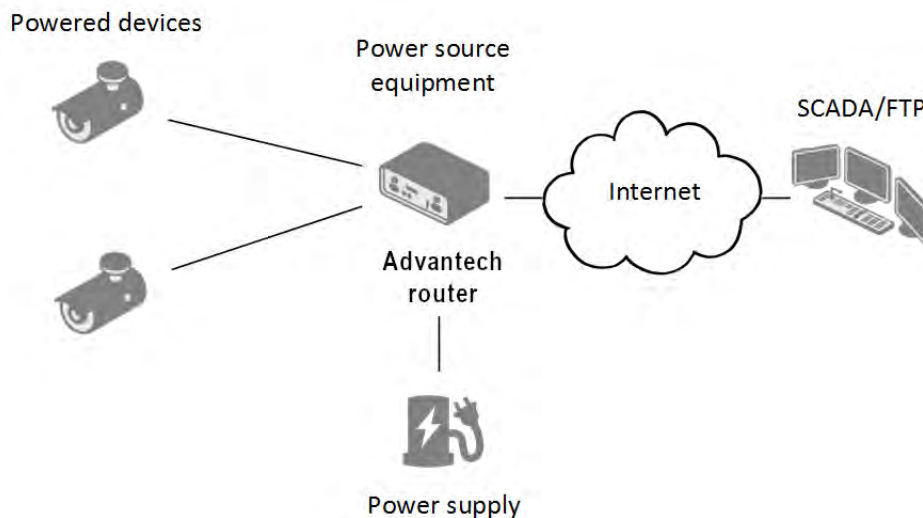 Powered devices
Power source
equipment
SCADA/FTP
Internet
Advantech
router
Power supply